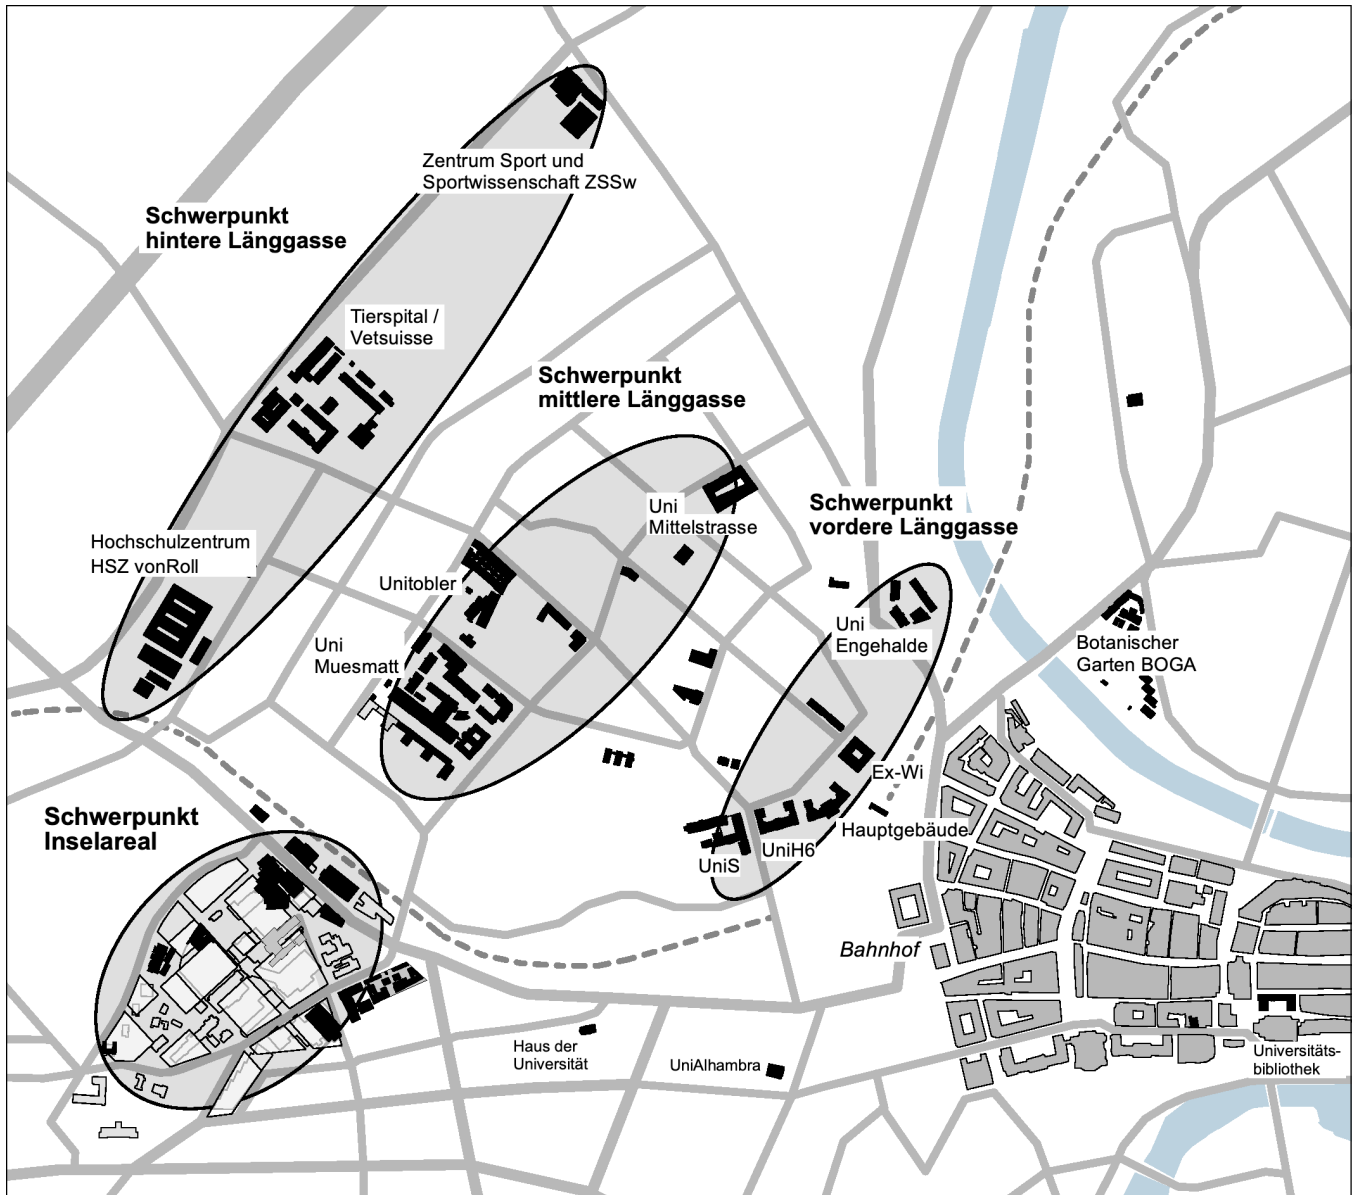 Zentrum Sport und
Sportwissenschaft ZSSw
Schwerpunkt
hintere Länggasse
Tierspital /
Vetsuisse
Schwerpunkt
mittlere Länggasse
Uni
Mittelstrasse
Schwerpunkt
vordere Länggasse
Hochschulzentrum
HSZ vonRoll
Unitobler
Uni
Muesmatt
Uni
Engehalde
Botanischer
Garten BOGA
Ex-Wi
Hauptgebäude
UniH6
UniS
Schwerpunkt
Inselareal
Bahnhof
Haus der
Universität
UniAlhambra
Universitäts-
bibliothek